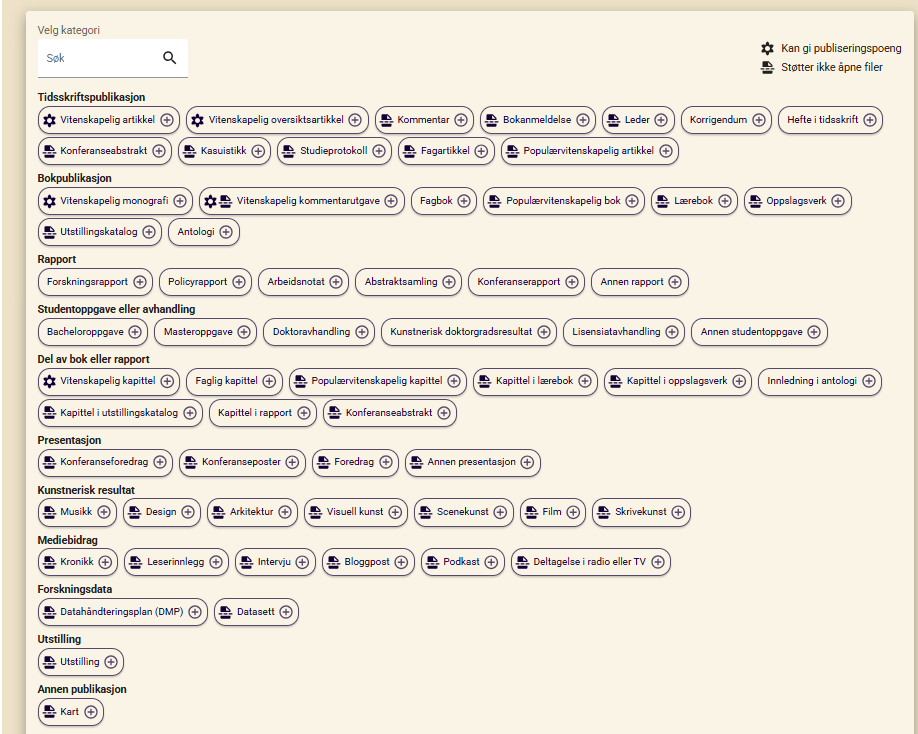 Velg kategori
Søk
Kan gi publiseringspoeng
Støtter ikke åpne filer
Tidsskriftspublikasjon
Vitenskapelig artikkel Vitenskapelig oversiktsartikkel Kommentar Bokanmeldelse Leder Korrigendum Hefte i tidsskrift
Konferanseabstrakt Kasuistikk Studieprotokoll Fagartikkel Populærvitenskapelig artikkel
Bokpublikasjon
Vitenskapelig monografi Vitenskapelig kommentarutgave Fagbok Populærvitenskapelig bok Lærebok Oppslagsverk
Utstillingskatalog Antologi
Rapport
Forskningsrapport Policyrapport Arbeidsnotat Abstraktsamling Konferanserapport Annen rapport
Studentoppgave eller avhandling
Bacheloroppgave Masteroppgave Doktoravhandling Kunstnerisk doktorgradsresultat Lisensiatavhandling Annen studentoppgave
Del av bok eller rapport
Vitenskapelig kapittel Faglig kapittel Populærvitenskapelig kapittel Kapittel i lærebok Kapittel i oppslagsverk Innledning i antologi
Kapittel i utstillingskatalog Kapittel i rapport Konferanseabstrakt
Presentasjon
Konferanseforedrag Konferanseposter Foredrag Annen presentasjon
Kunstnerisk resultat
Musikk Design Arkitektur Visuell kunst Scenekunst Film Skrivekunst
Mediebidrag
Kronikk Leserinnlegg Intervju Bloggpost Podkast Deltagelse i radio eller TV
Forskningsdata
Datahåndteringsplan (DMP) Datasett
Utstilling
Utstilling
Annen publikasjon
Kart